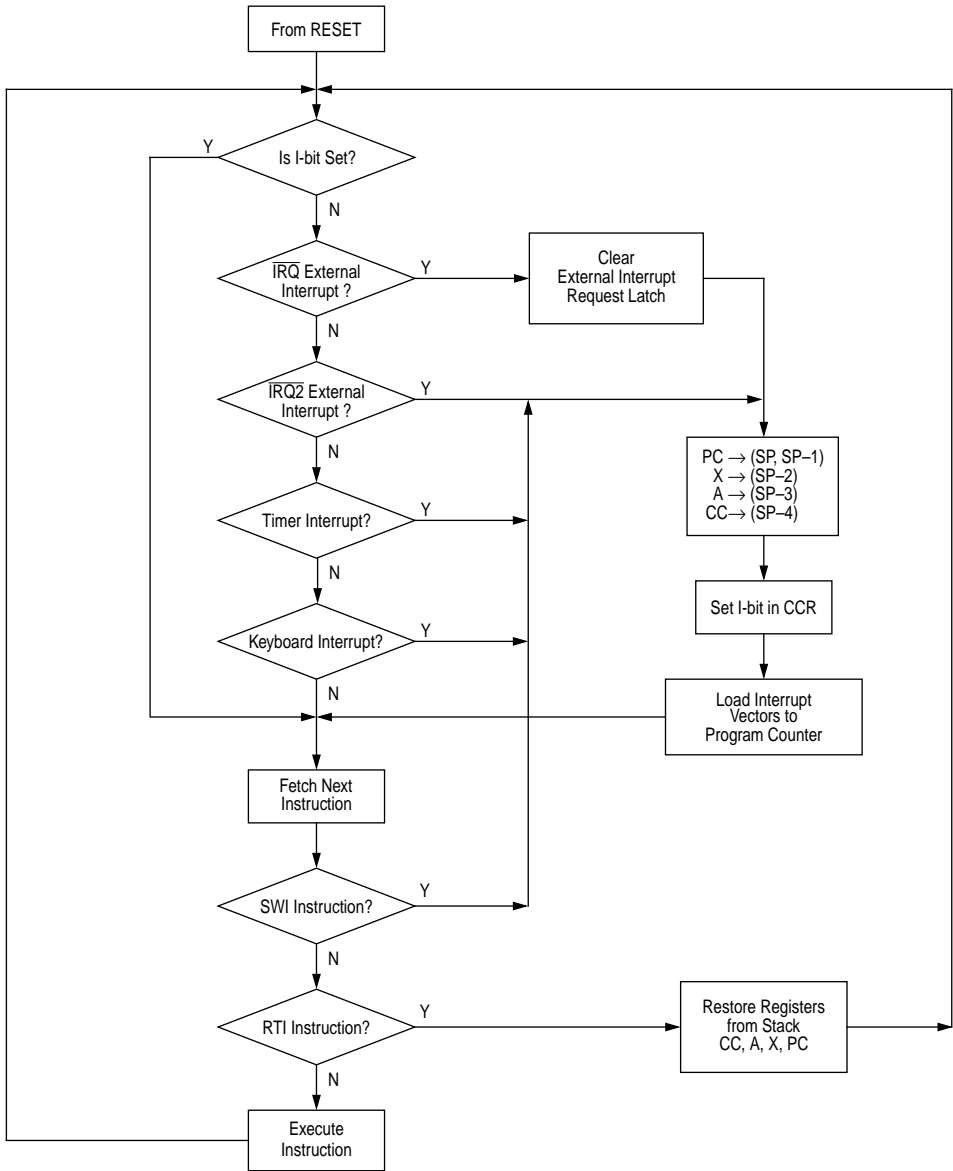 From RESET
Y
Is I-bit Set?
N
IRQ External
Interrupt ?
Y
Clear
External Interrupt
Request Latch
N
IRQ2 External
Interrupt ?
Y
PC → (SP, SP–1)
X → (SP–2)
A → (SP–3)
CC→ (SP–4)
N
Timer Interrupt?
Y
N
Set I-bit in CCR
Keyboard Interrupt?
Y
N
Load Interrupt
Vectors to
Program Counter
Fetch Next
Instruction
SWI Instruction?
Y
N
RTI Instruction?
Y
Restore Registers
from Stack
CC, A, X, PC
N
Execute
Instruction